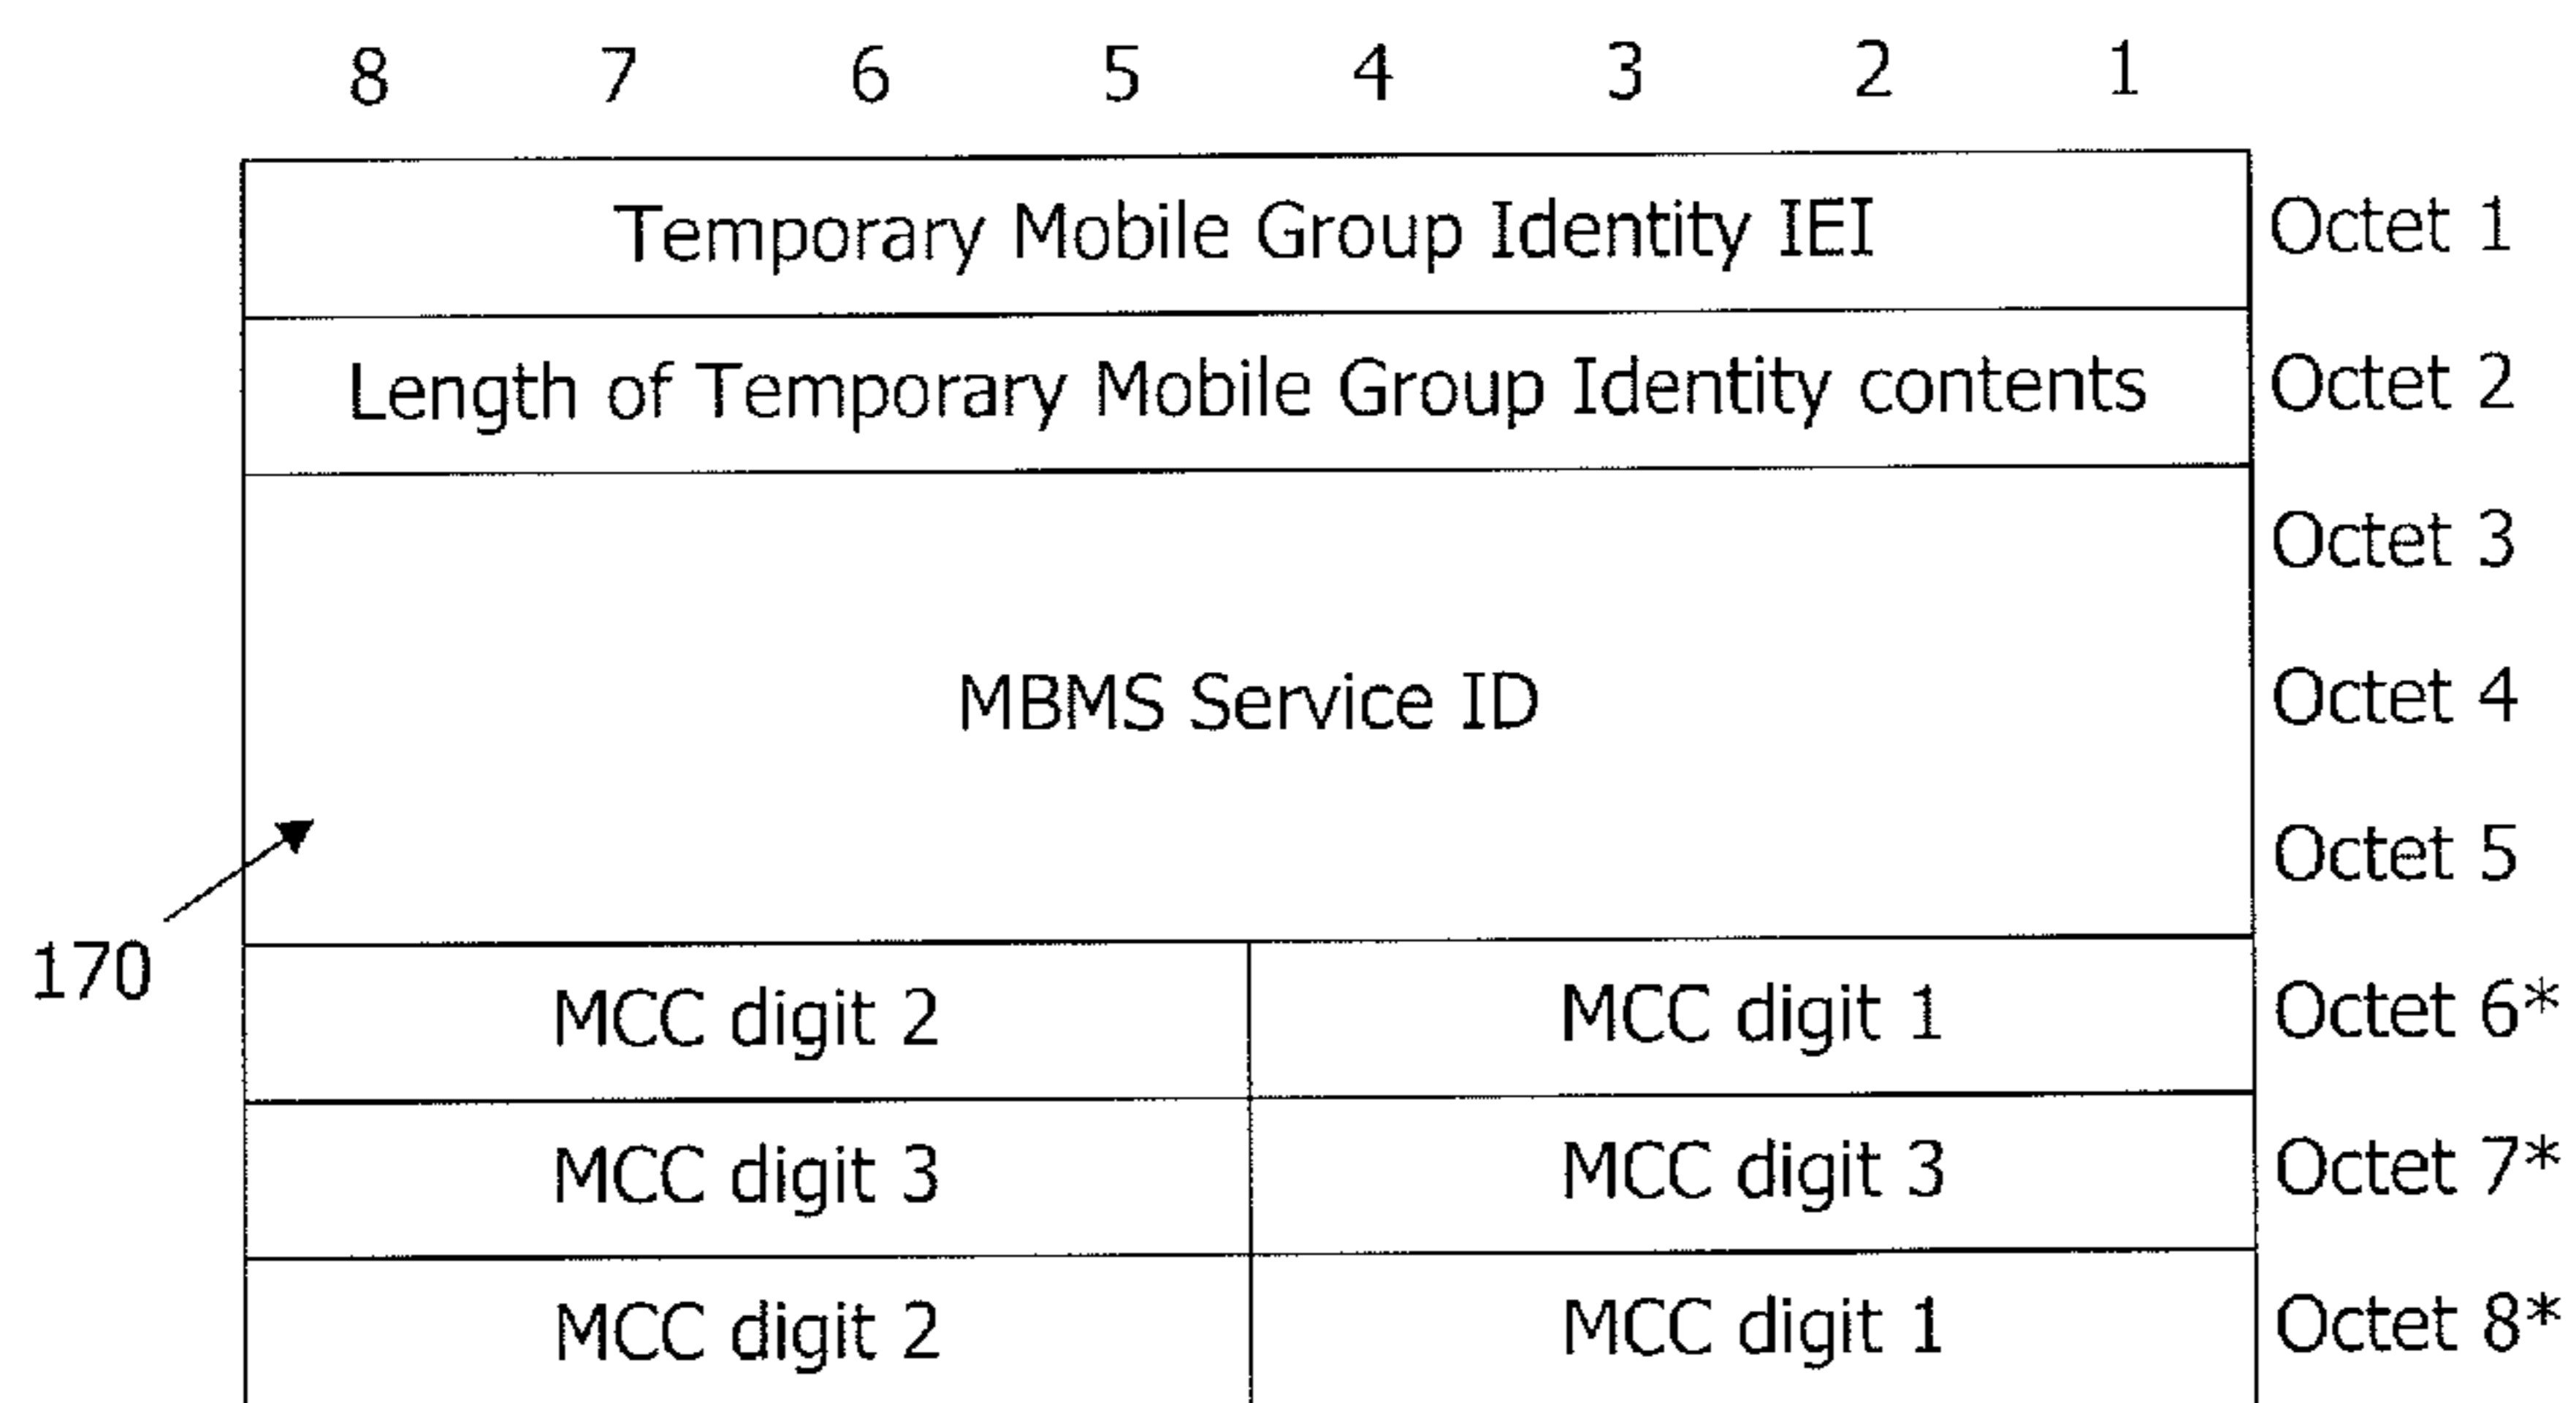 8 7 6 5 4 3 2 1
Temporary Mobile Group Identity IEI Octet 1
Length of Temporary Mobile Group Identity contents Octet 2
Octet 3
MBMS Service ID Octet 4
Octet 5
170
MCC digit 2 MCC digit 1 Octet 6*
MCC digit 3 MCC digit 3 Octet 7*
MCC digit 2 MCC digit 1 Octet 8*